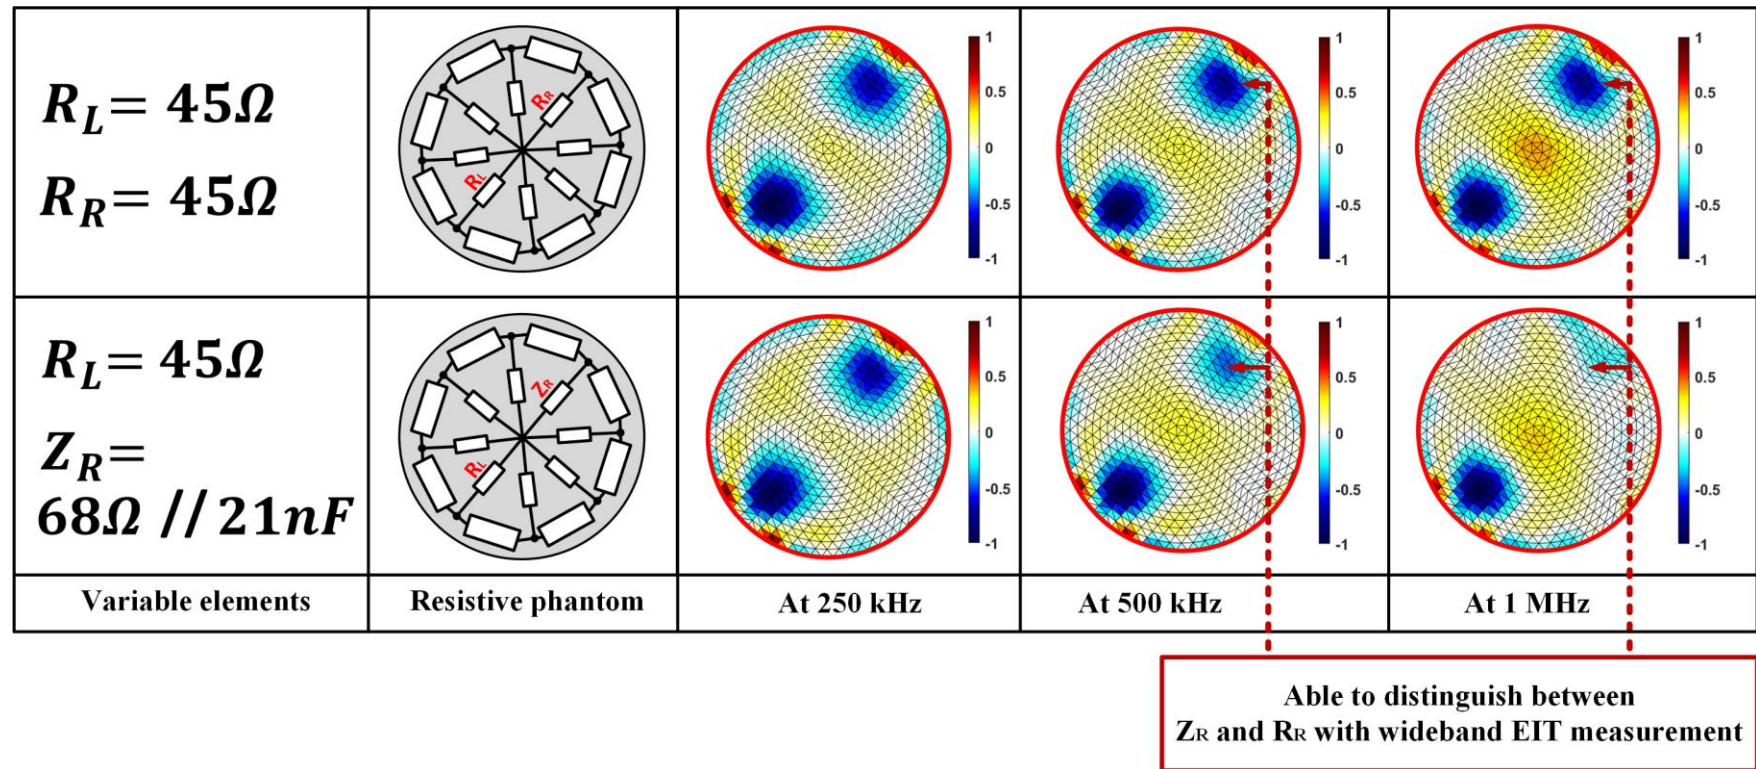 R_L= 45Ω
R_R= 45Ω
R_R
R_L
1
0.5
0
-0.5
-1
1
0.5
0
-0.5
-1
1
0.5
0
-0.5
-1
R_L= 45Ω
Z_R=
68Ω // 21nF
Z_R
R_L
1
0.5
0
-0.5
-1
1
0.5
0
-0.5
-1
1
0.5
0
-0.5
-1
Variable elements
Resistive phantom
At 250 kHz
At 500 kHz
At 1 MHz
Able to distinguish between
ZR and RR with wideband EIT measurement